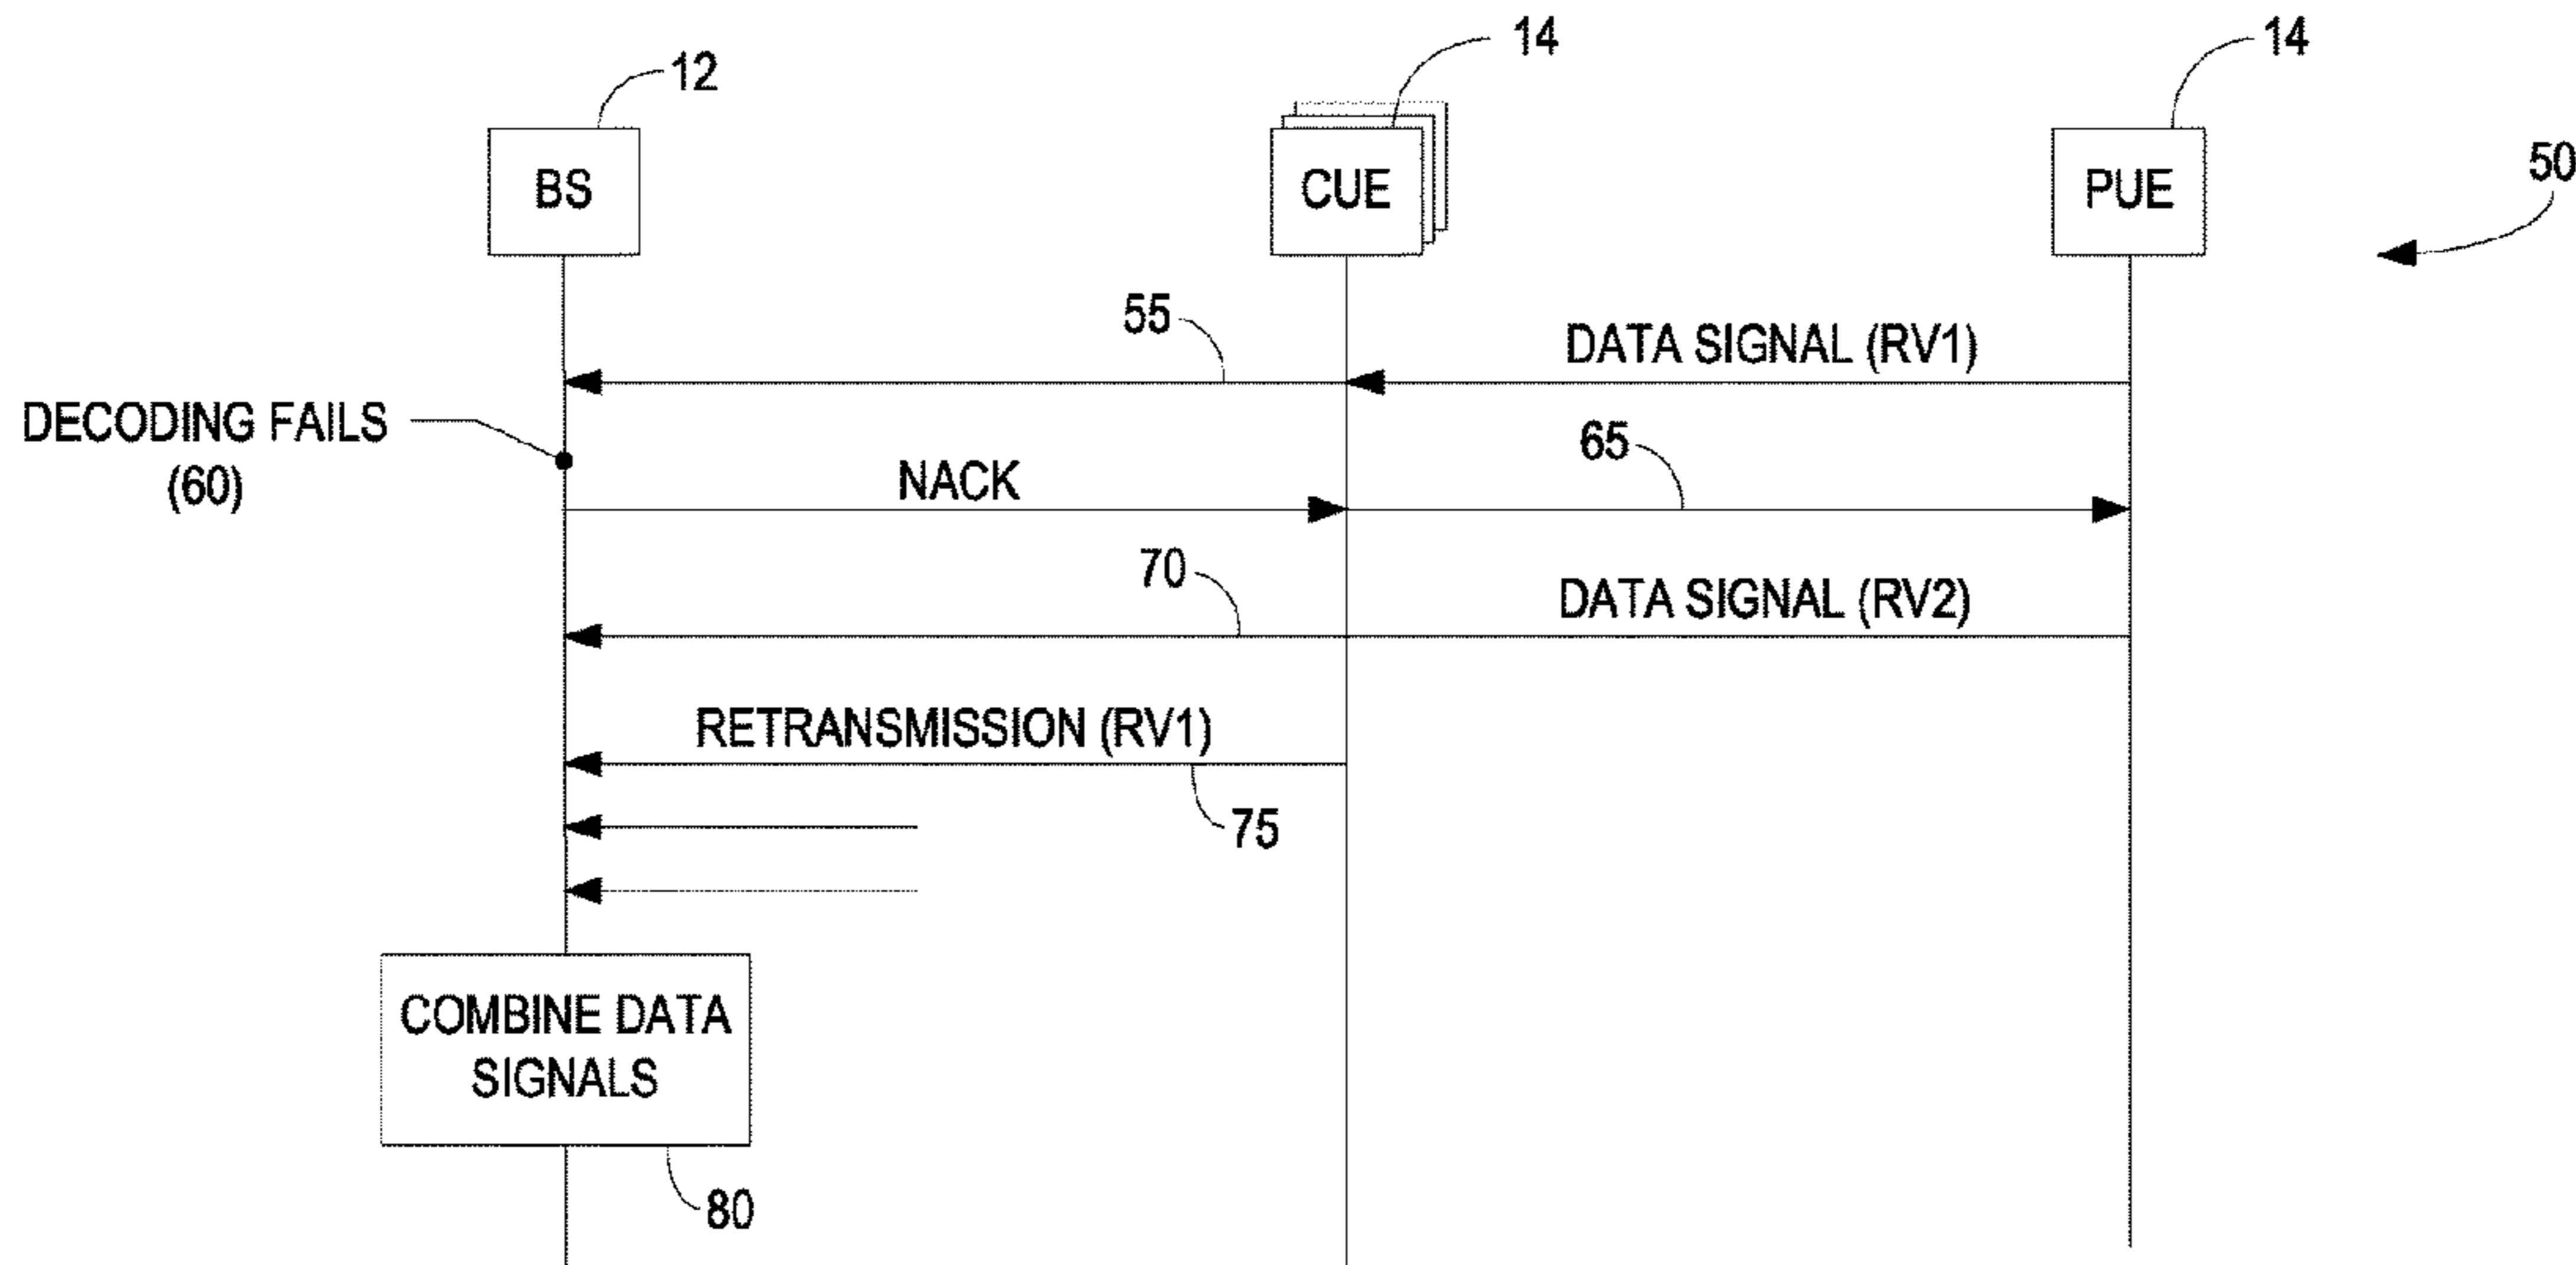 12
14
14
BS
CUE
PUE
50
55
DATA SIGNAL (RV1)
DECODING FAILS
(60)
NACK
65
70
DATA SIGNAL (RV2)
RETRANSMISSION (RV1)
75
COMBINE DATA
SIGNALS
80